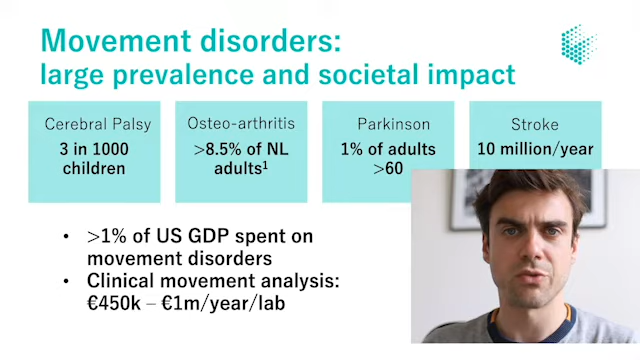 Movement disorders:
large prevalence and societal impact
Cerebral Palsy
3 in 1000
children
Osteo-arthritis
>8.5% of NL
adults¹
Parkinson
1% of adults
>60
Stroke
10 million/year
• >1% of US GDP spent on
movement disorders
• Clinical movement analysis:
€450k – €1m/year/lab